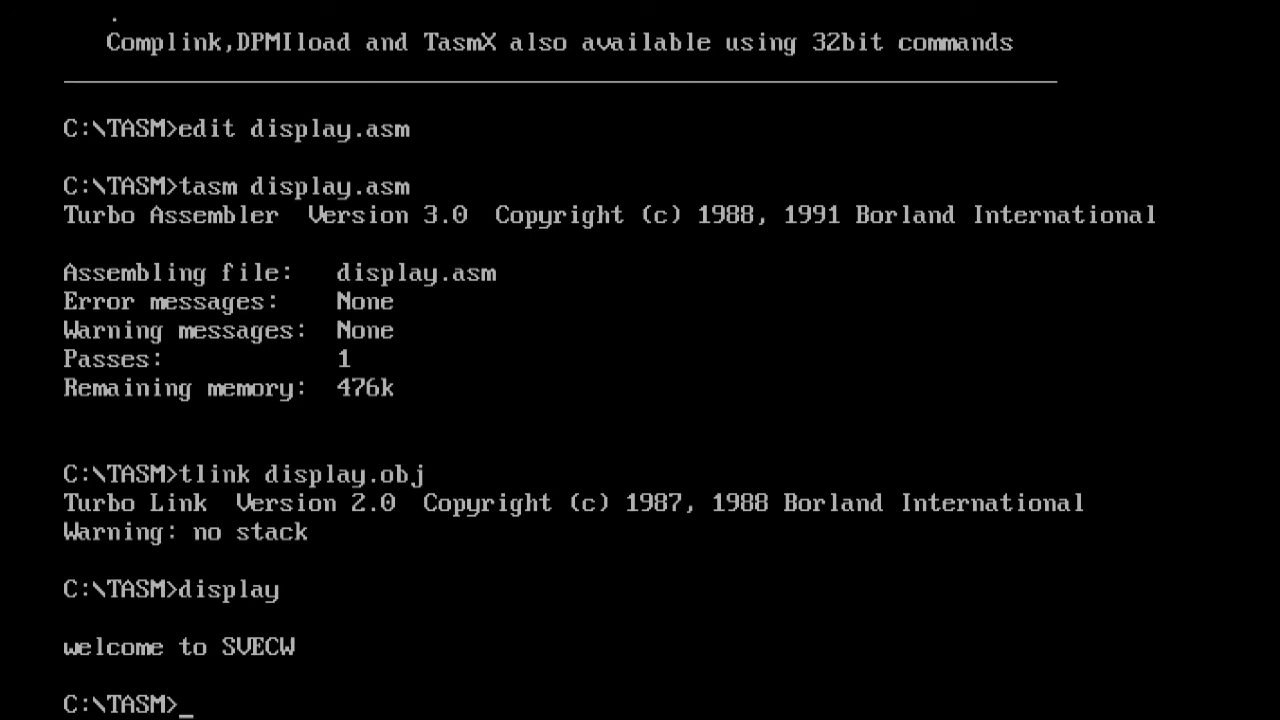 Complink,DPMIload and TasmX also available using 32bit commands
C:\TASM>edit display.asm
C:\TASM>tasm display.asm
Turbo Assembler  Version 3.0  Copyright (c) 1988, 1991 Borland International
Assembling file:   display.asm
Error messages:    None
Warning messages:  None
Passes:            1
Remaining memory:  476k
C:\TASM>tlink display.obj
Turbo Link  Version 2.0  Copyright (c) 1987, 1988 Borland International
Warning: no stack
C:\TASM>display
welcome to SVECW
C:\TASM>_